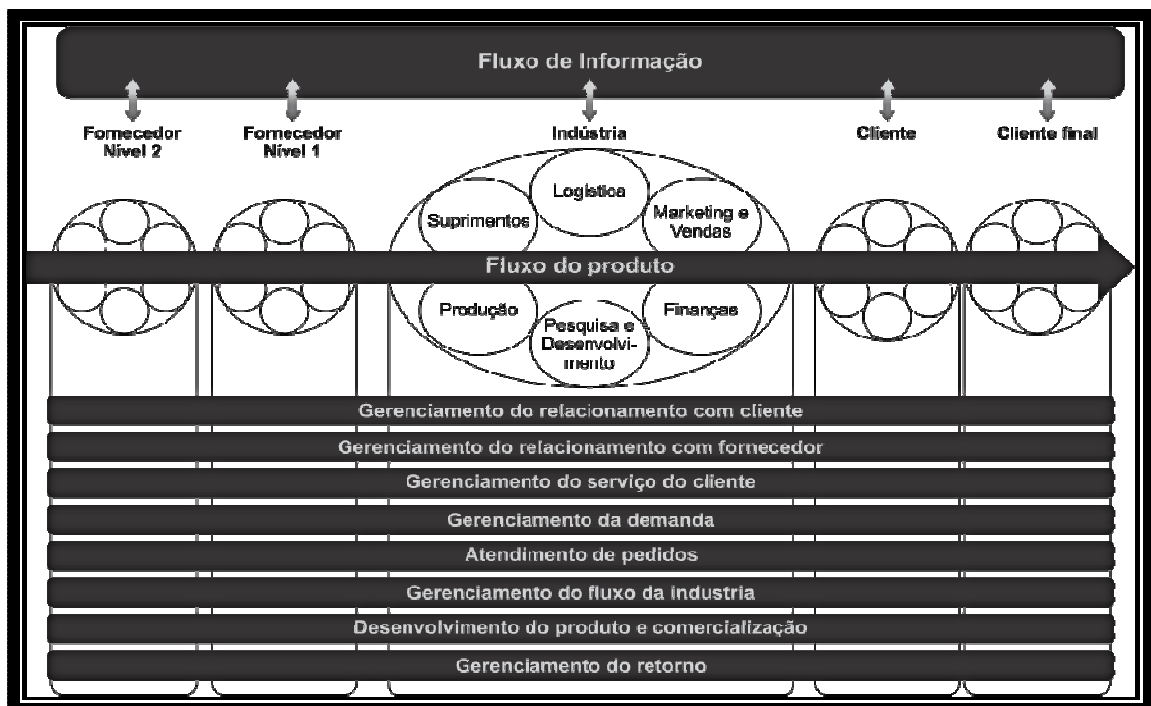 Fluxo de Informação
Fornecedor
Nível 2
Fornecedor
Nível 1
Indústria
Cliente
Cliente final
Logística
Suprimentos
Marketing e
Vendas
Fluxo do produto
Produção
Finanças
Pesquisa e
Desenvolvi-
mento
Gerenciamento do relacionamento com cliente
Gerenciamento do relacionamento com fornecedor
Gerenciamento do serviço do cliente
Gerenciamento da demanda
Atendimento de pedidos
Gerenciamento do fluxo da industria
Desenvolvimento do produto e comercialização
Gerenciamento do retorno